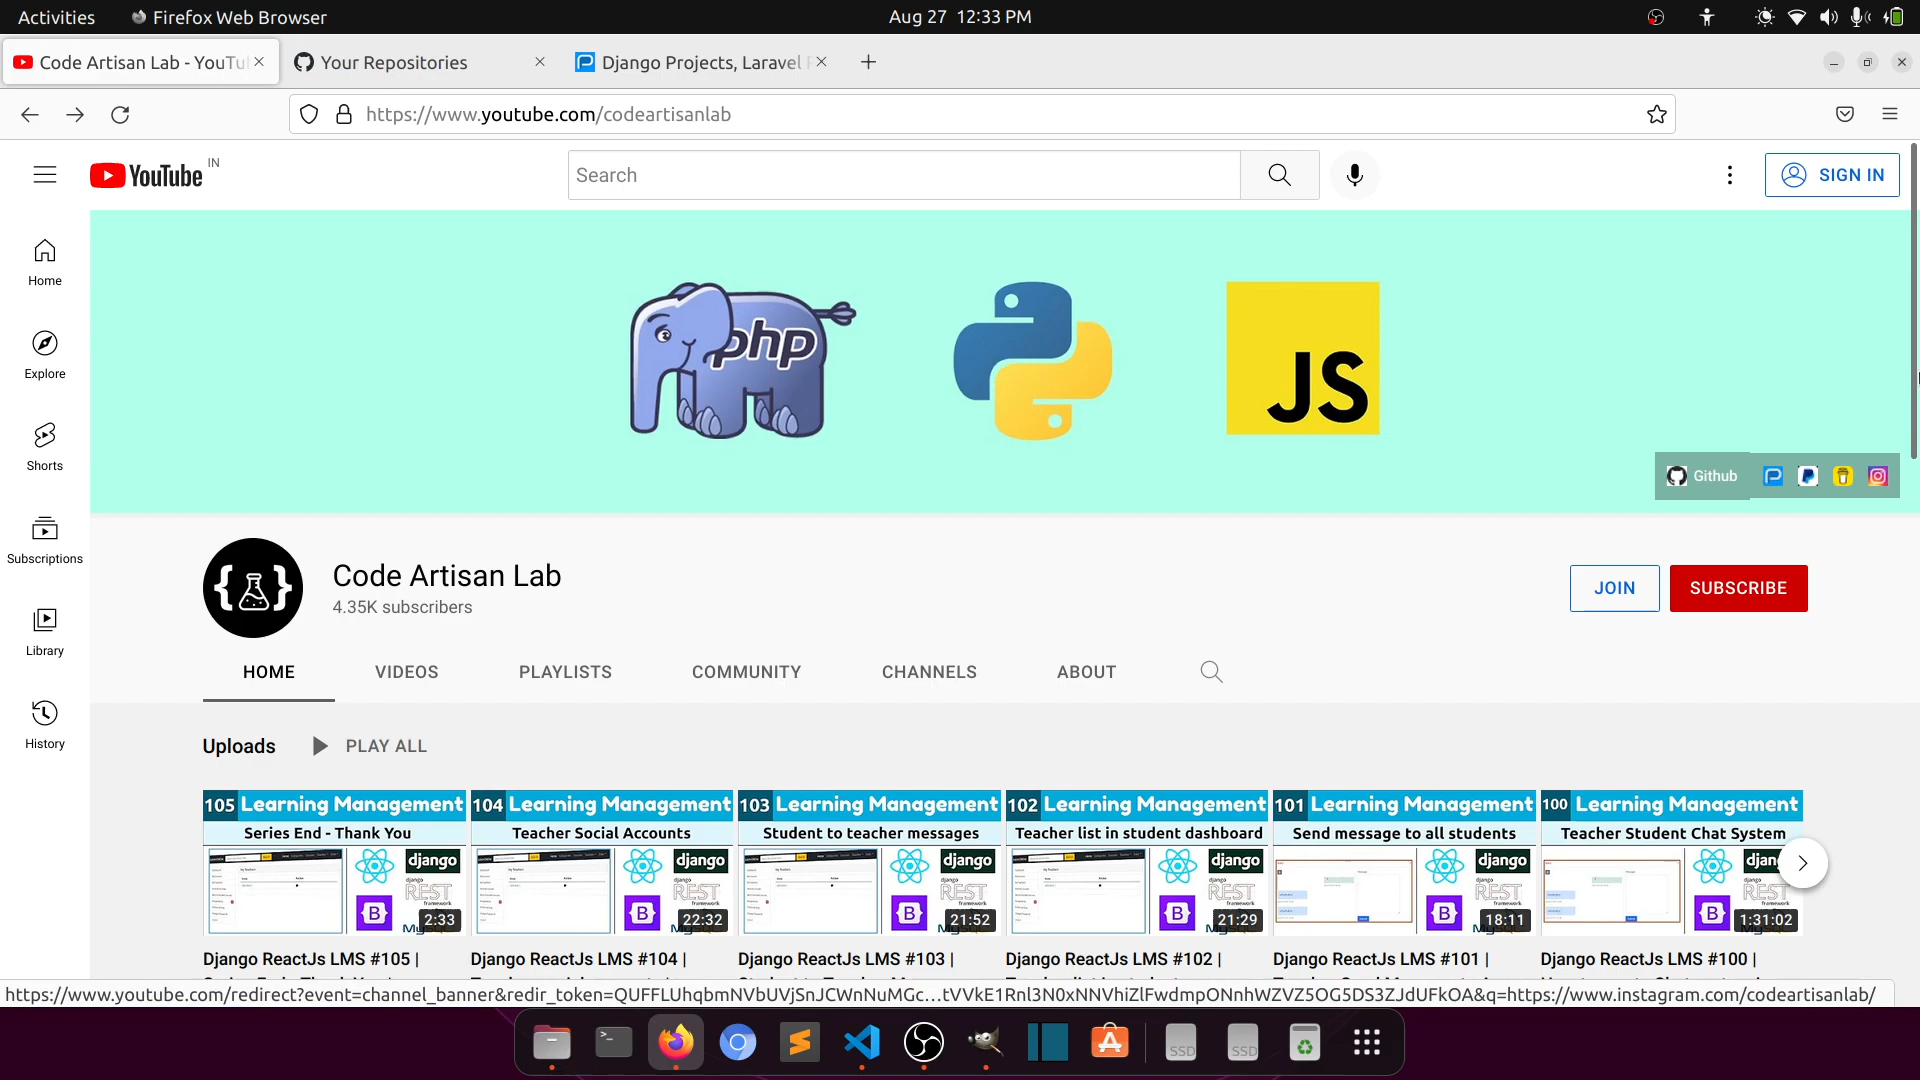 Activities
Firefox Web Browser
Aug 27 12:33 PM
Code Artisan Lab - YouTu
Your Repositories
Django Projects, Laravel
https://www.youtube.com/codeartisanlab
YouTube IN
Search
SIGN IN
Home
Explore
Shorts
Subscriptions
Library
History
php
JS
Github
Code Artisan Lab
4.35K subscribers
JOIN
SUBSCRIBE
HOME
VIDEOS
PLAYLISTS
COMMUNITY
CHANNELS
ABOUT
Uploads
PLAY ALL
105 Learning Management
Series End - Thank You
django
REST
framework
B
2:33
Django ReactJs LMS #105 |
104 Learning Management
Teacher Social Accounts
django
REST
framework
B
22:32
Django ReactJs LMS #104 |
103 Learning Management
Student to teacher messages
django
REST
framework
B
21:52
Django ReactJs LMS #103 |
102 Learning Management
Teacher list in student dashboard
django
REST
framework
B
21:29
Django ReactJs LMS #102 |
101 Learning Management
Send message to all students
django
REST
framework
B
18:11
Django ReactJs LMS #101 |
100 Learning Management
Teacher Student Chat System
REST
framework
B
1:31:02
Django ReactJs LMS #100 |
https://www.youtube.com/redirect?event=channel_banner&redir_token=QUFFLUhqbmNVbUVjSnJCWnNuMGc…tVVkE1Rnl3N0xNNVhiZlFwdmpONnhWZVZ5OG5DS3ZJdUFkOA&q=https://www.instagram.com/codeartisanlab/
SSD
SSD